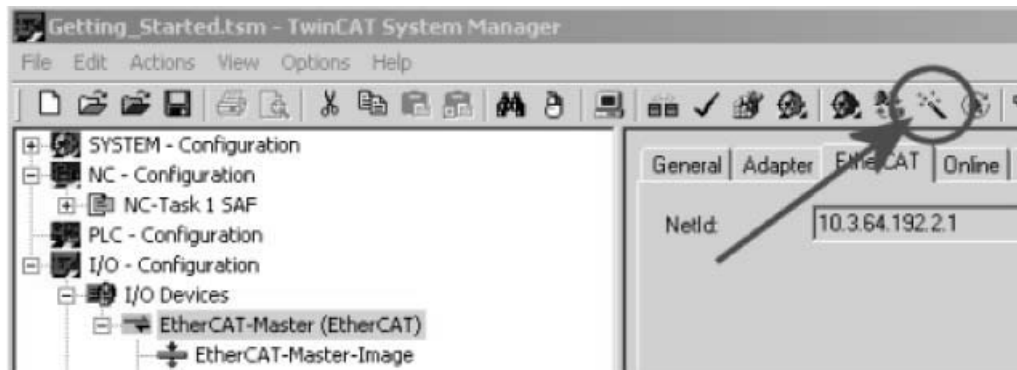 Getting_Started.tsm - TwinCAT System Manager
File Edit Actions View Options Help
SYSTEM - Configuration
NC - Configuration
NC-Task 1 SAF
PLC - Configuration
I/O - Configuration
I/O Devices
EtherCAT-Master (EtherCAT)
EtherCAT-Master-Image
General Adapter EtherCAT Online
NetId: 10.3.64.192.2.1